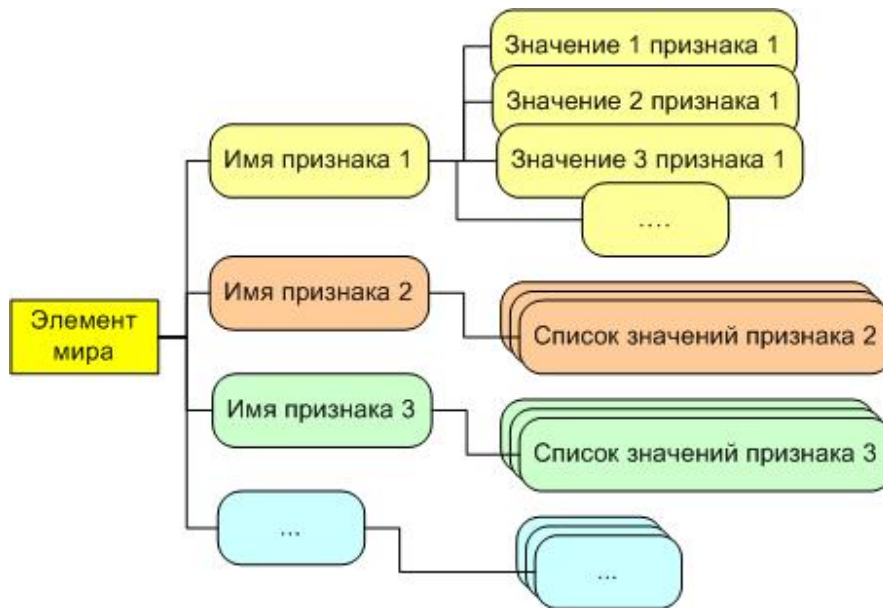 Значение 1 признака 1
Значение 2 признака 1
Имя признака 1
Значение 3 признака 1
....
Имя признака 2
Элемент
мира
Список значений признака 2
Имя признака 3
Список значений признака 3
...
...